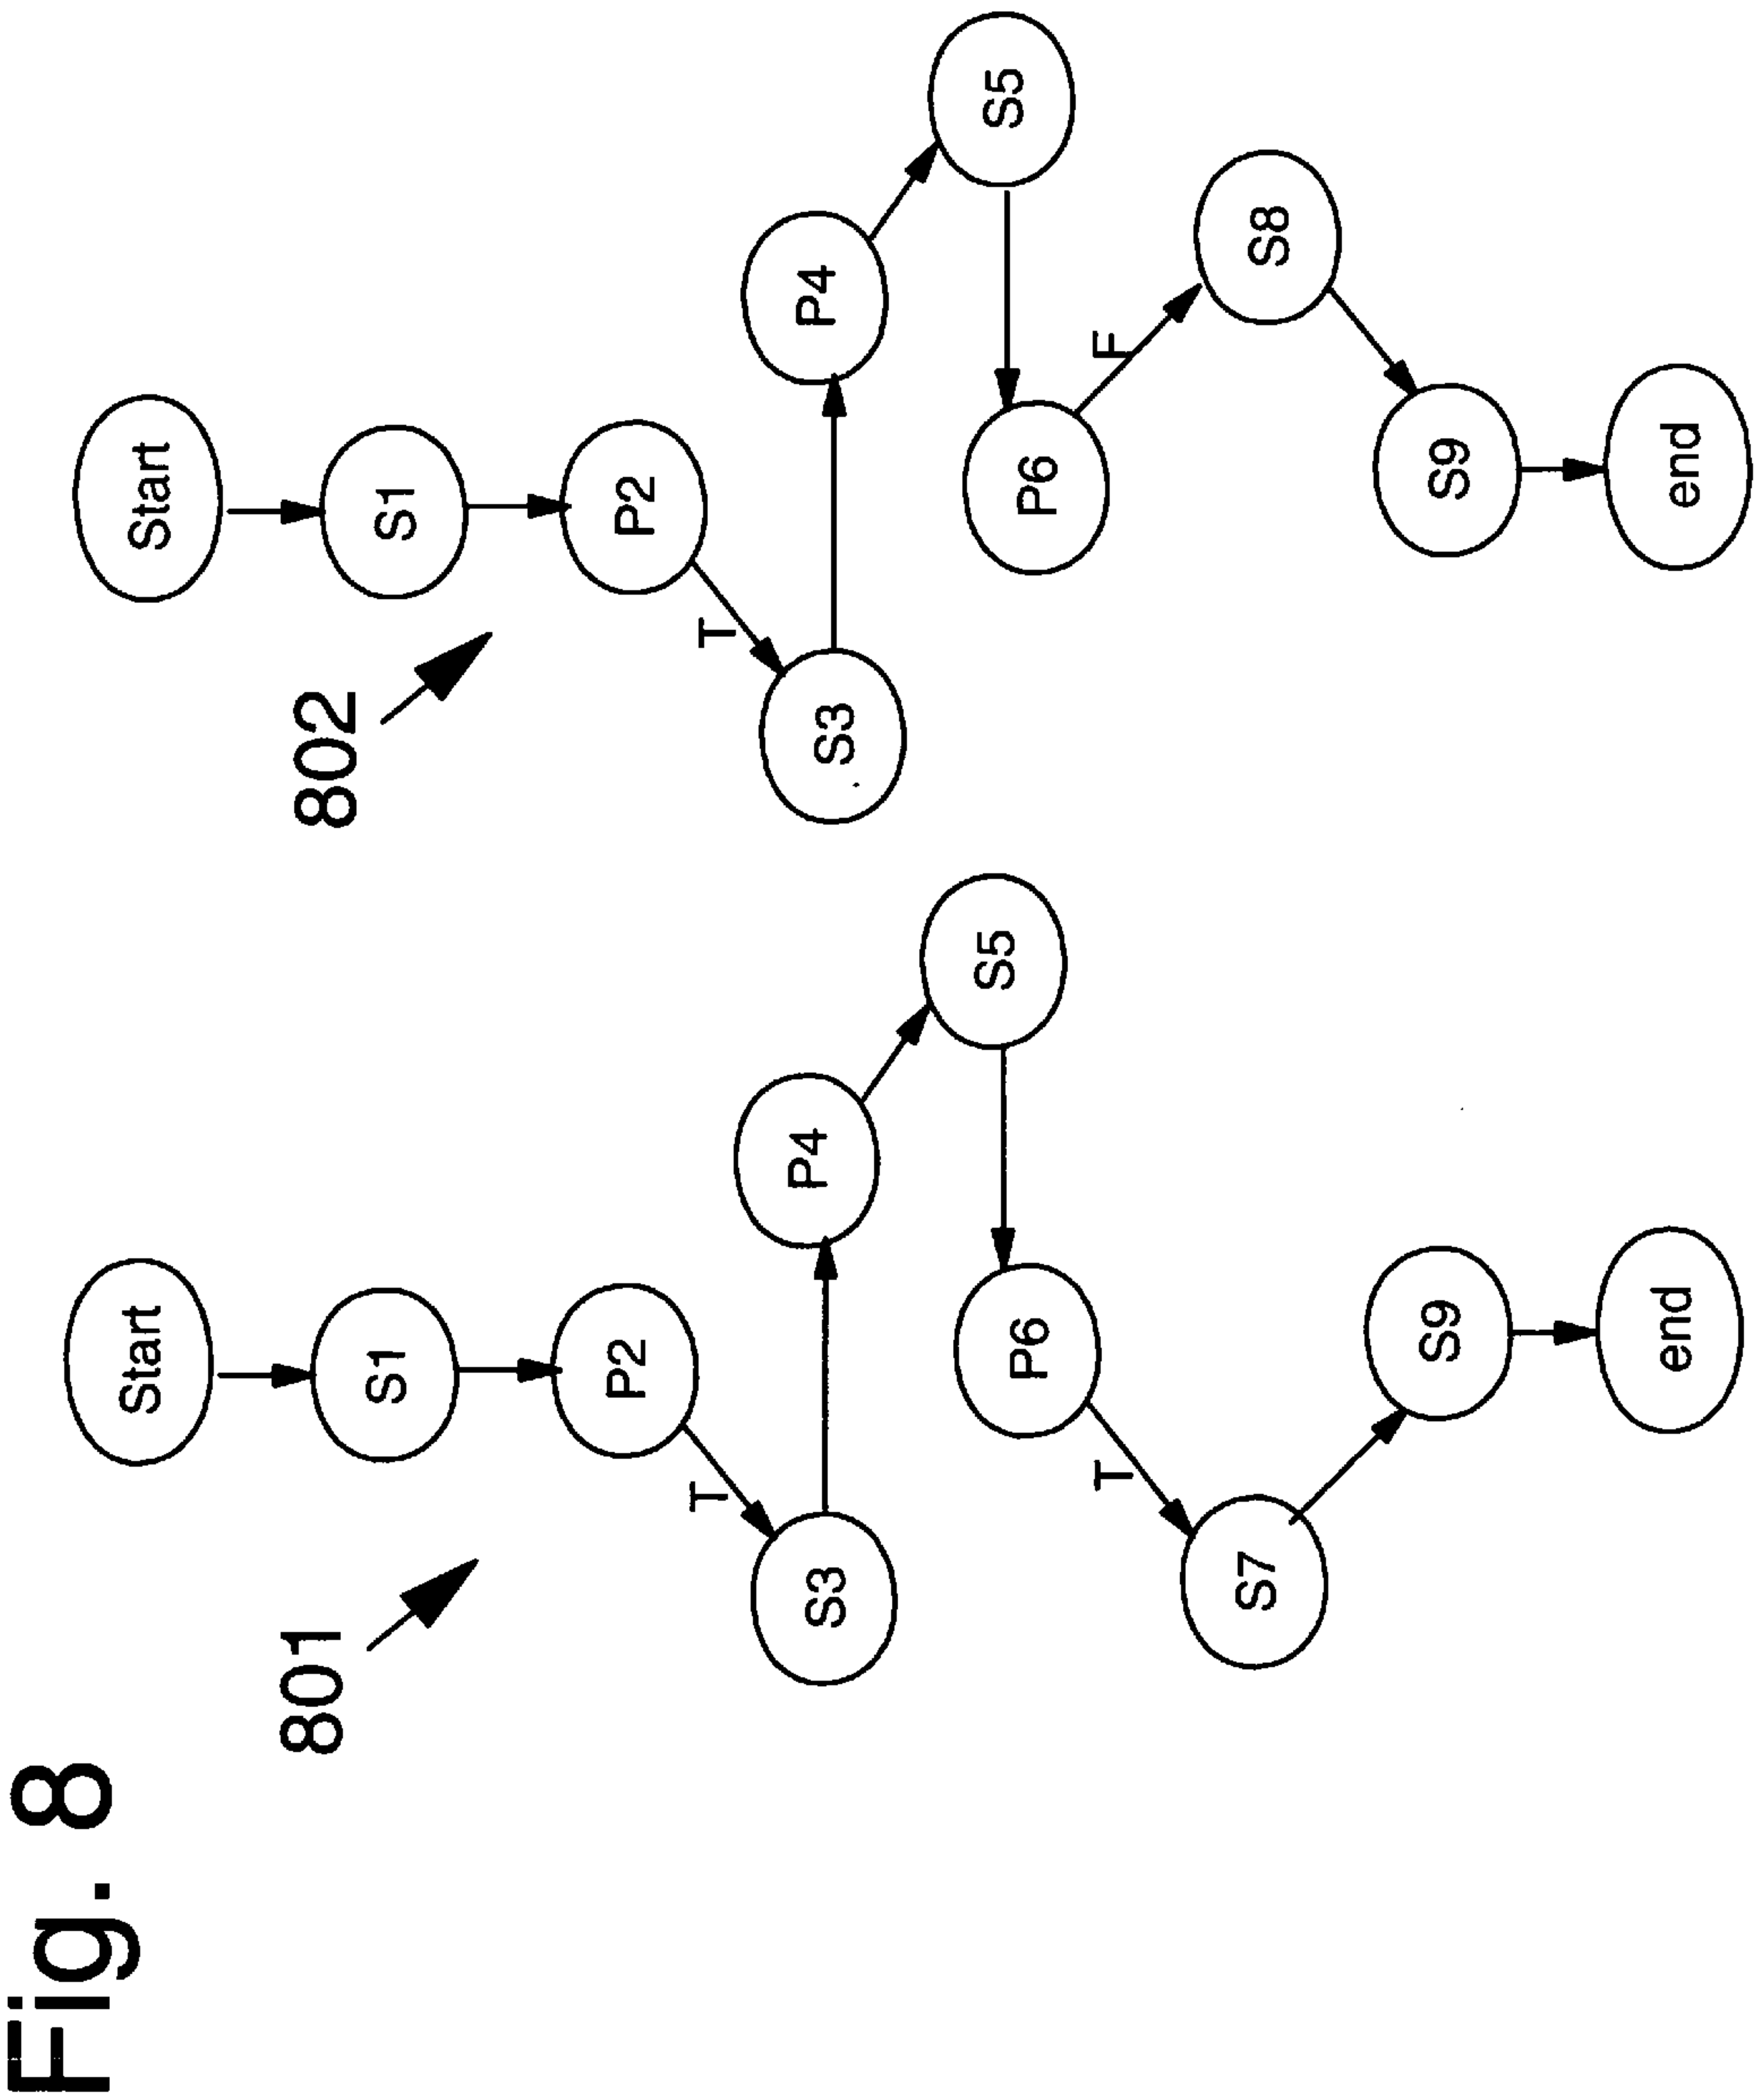 Fig. 8
801
Start
S1
P2
T
S3
P4
S5
P6
T
S7
S9
end
802
Start
S1
P2
T
S3
P4
S5
P6
F
S8
S9
end